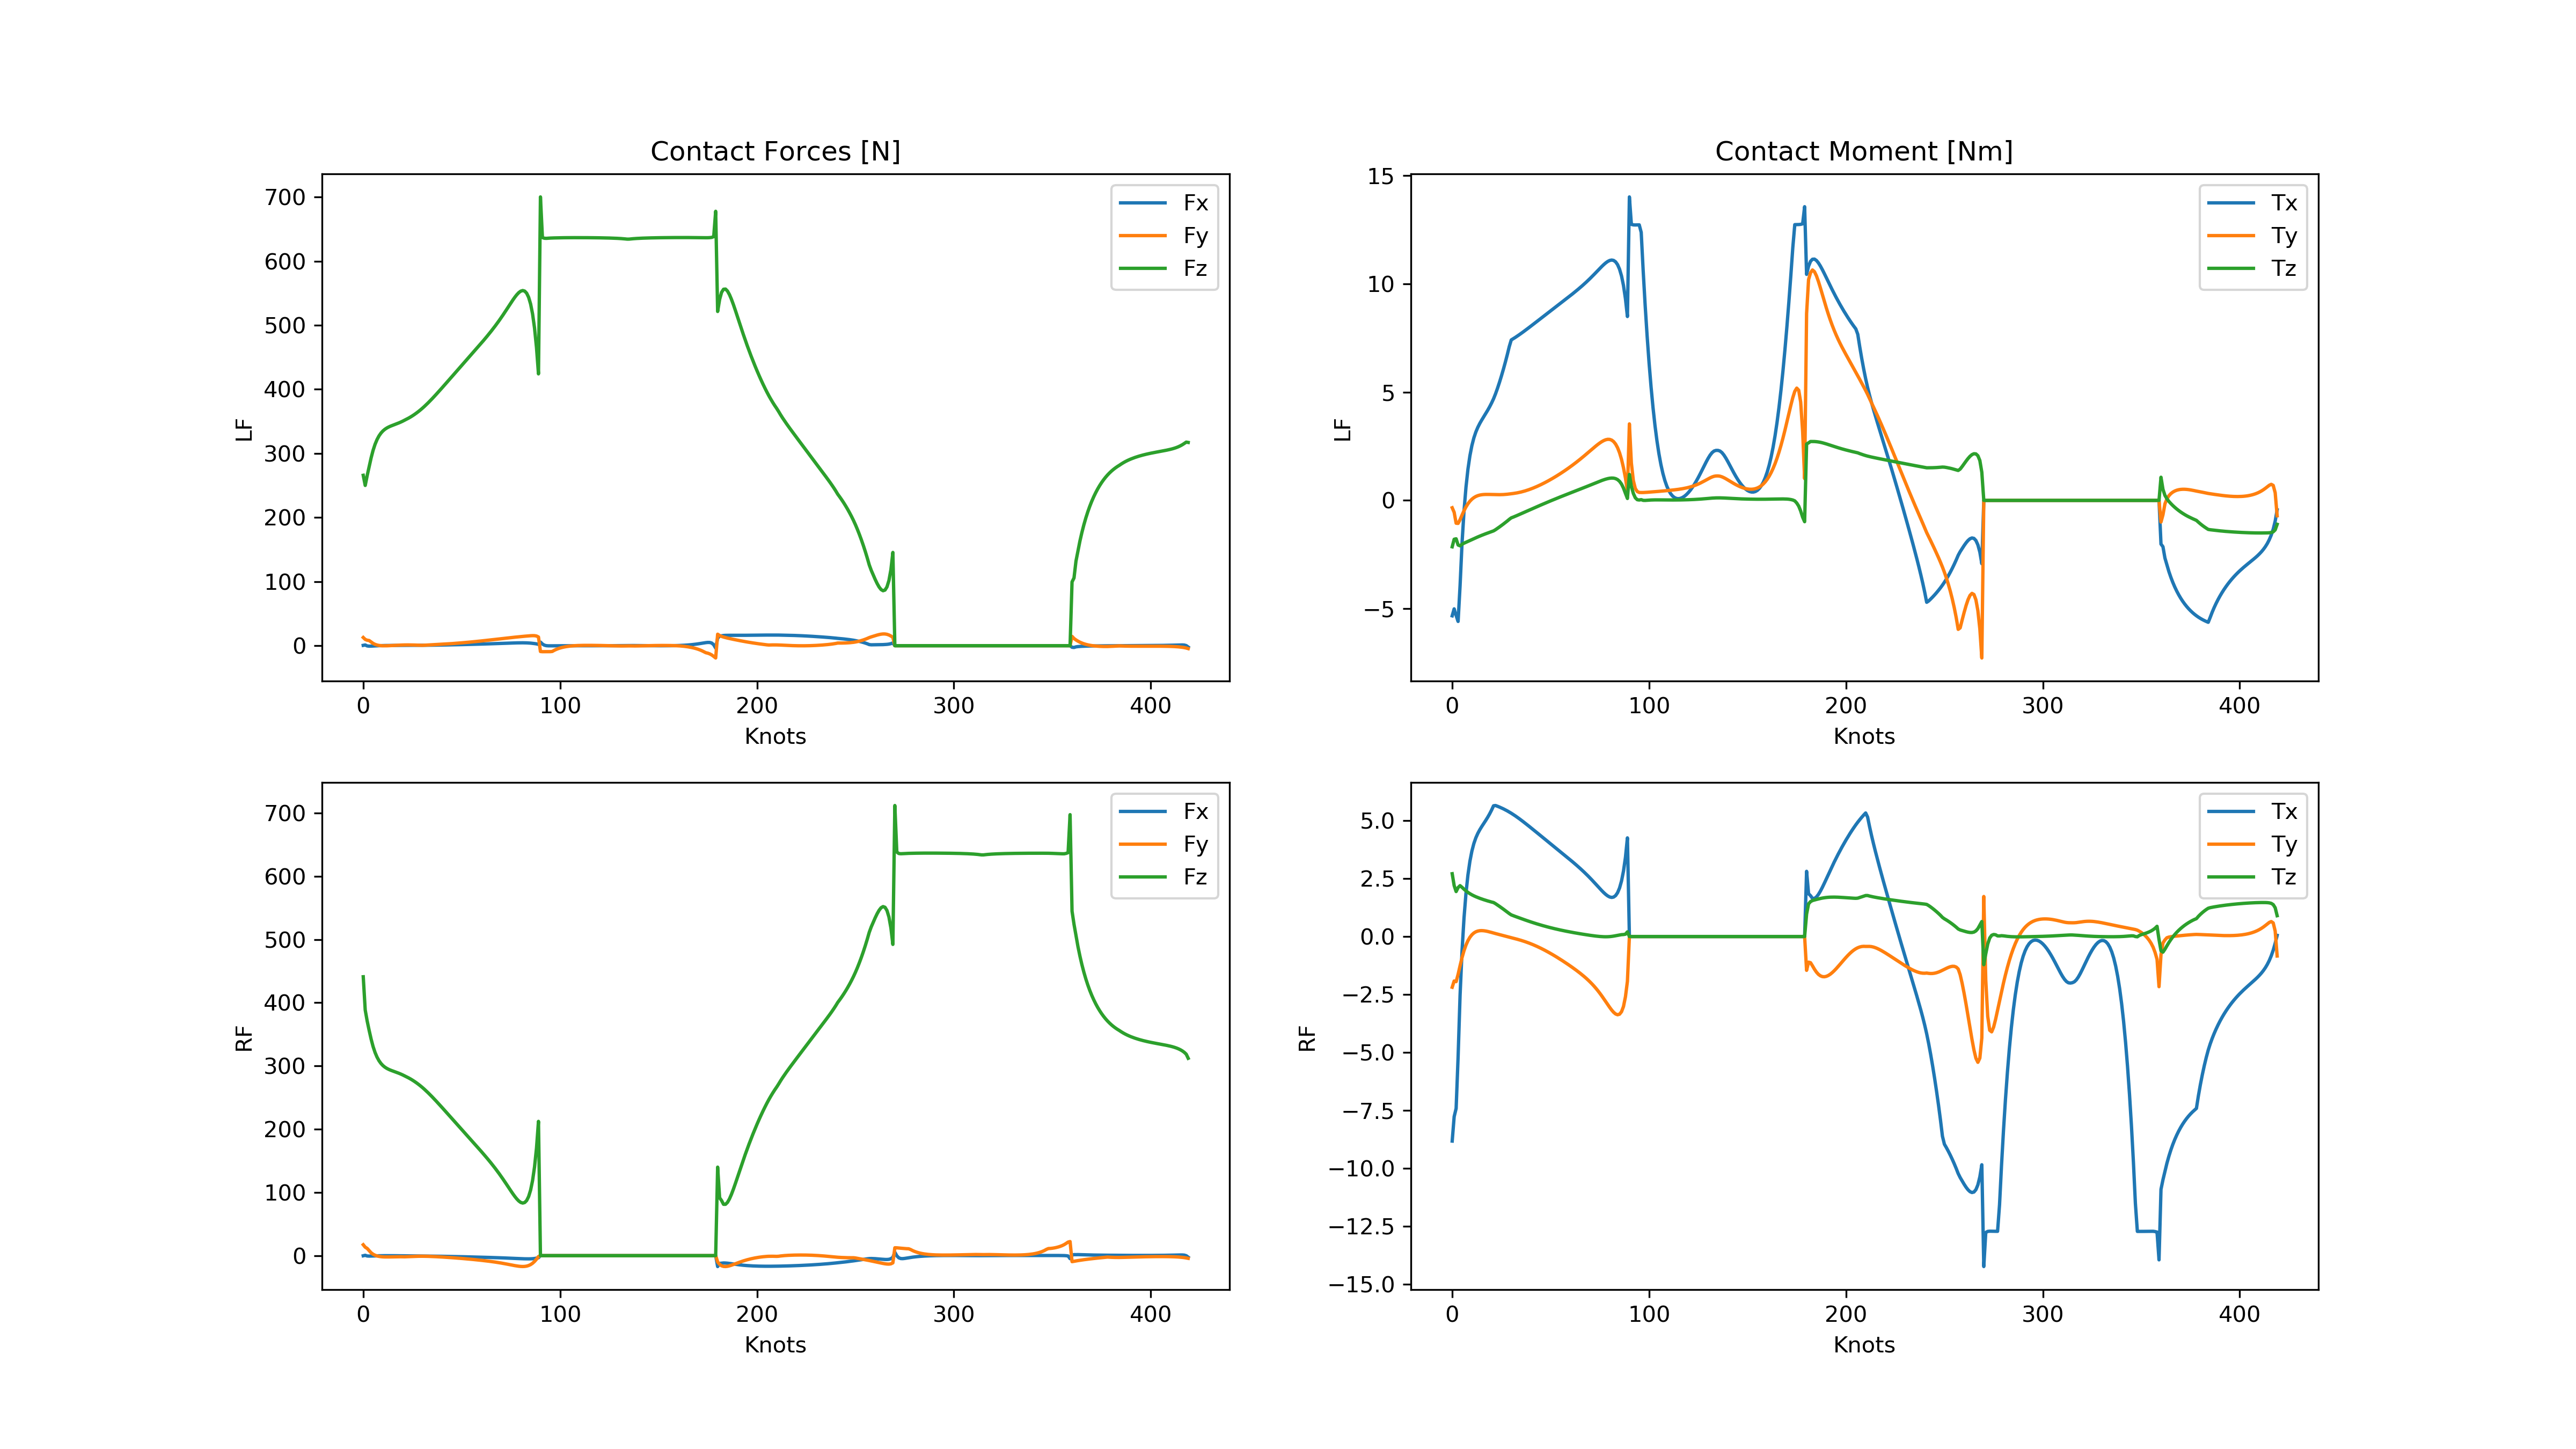 Contact Forces [N]
700
600
500
400
300
200
100
0
LF
0 100 200 300 400
Knots
Fx
Fy
Fz
Contact Moment [Nm]
15
10
5
0
−5
LF
0 100 200 300 400
Knots
Tx
Ty
Tz
700
600
500
400
300
200
100
0
RF
0 100 200 300 400
Knots
Fx
Fy
Fz
5.0
2.5
0.0
−2.5
−5.0
−7.5
−10.0
−12.5
−15.0
RF
0 100 200 300 400
Knots
Tx
Ty
Tz